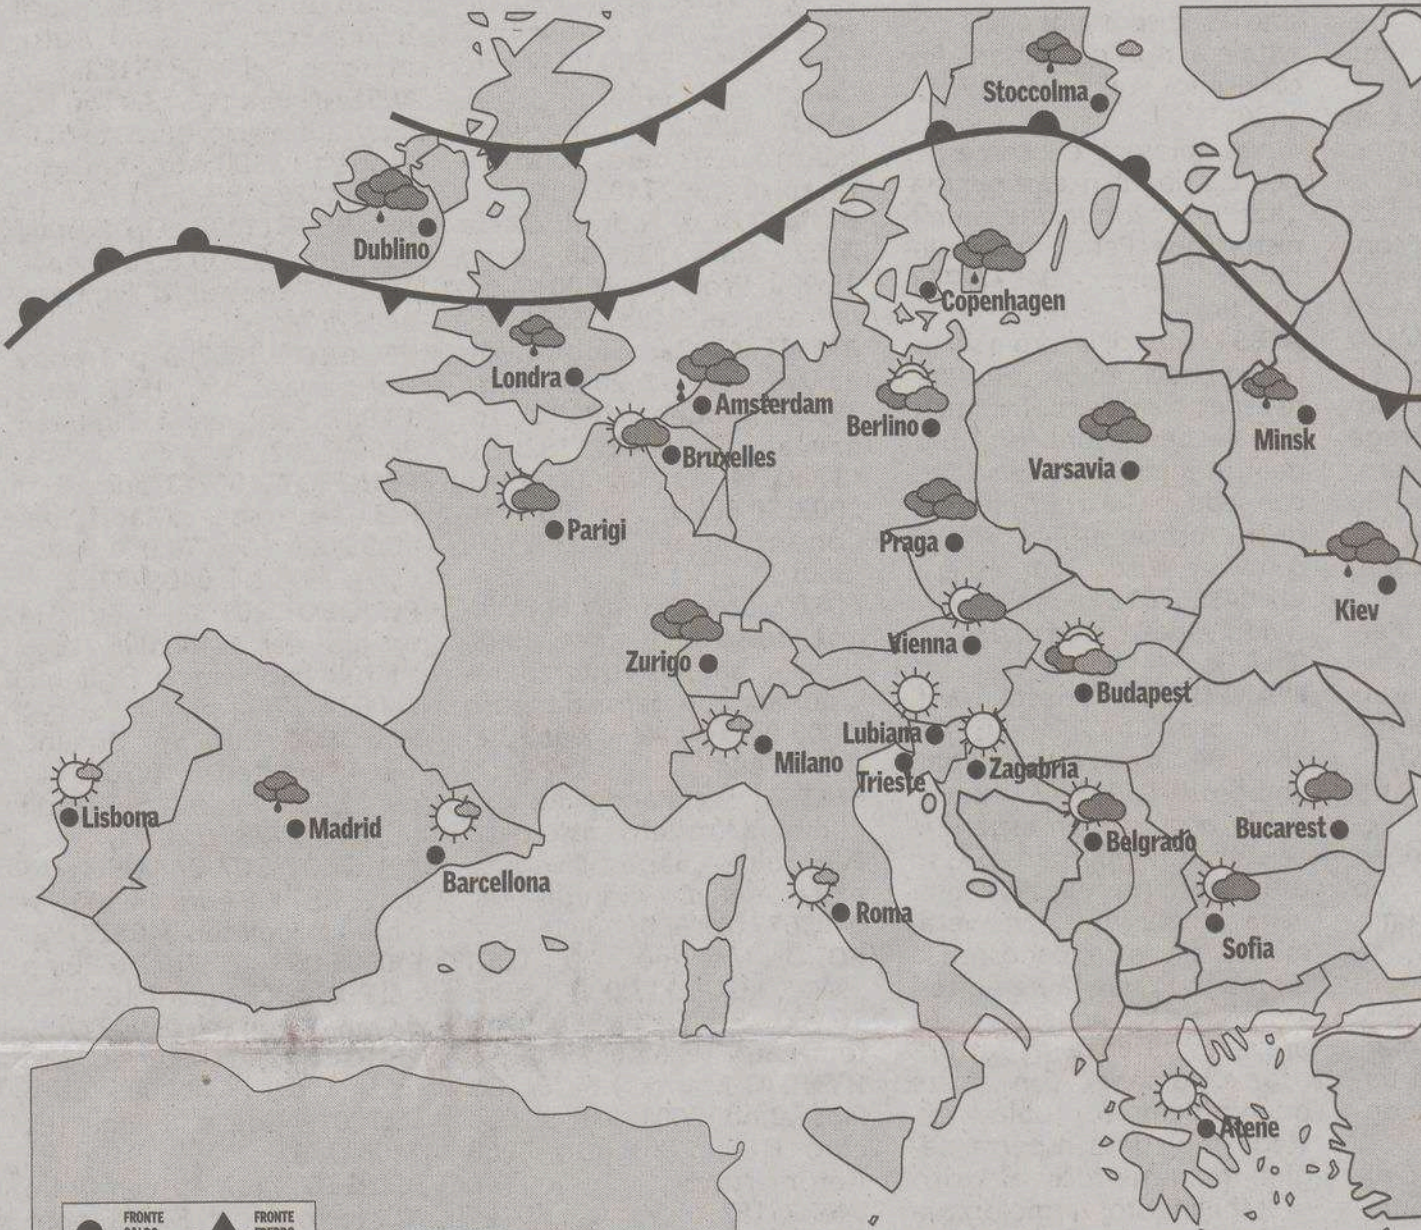 Stoccolma
Dublino
Copenhagen
Londra
Amsterdam
Berlino
Minsk
Bruxelles
Varsavia
Parigi
Praga
Kiev
Vienna
Zurigo
Budapest
Lubiana
Milano
Trieste
Zagabria
Lisbona
Madrid
Belgrado
Bucarest
Barcellona
Roma
Sofia
Atene
FRONTE
FRONTE